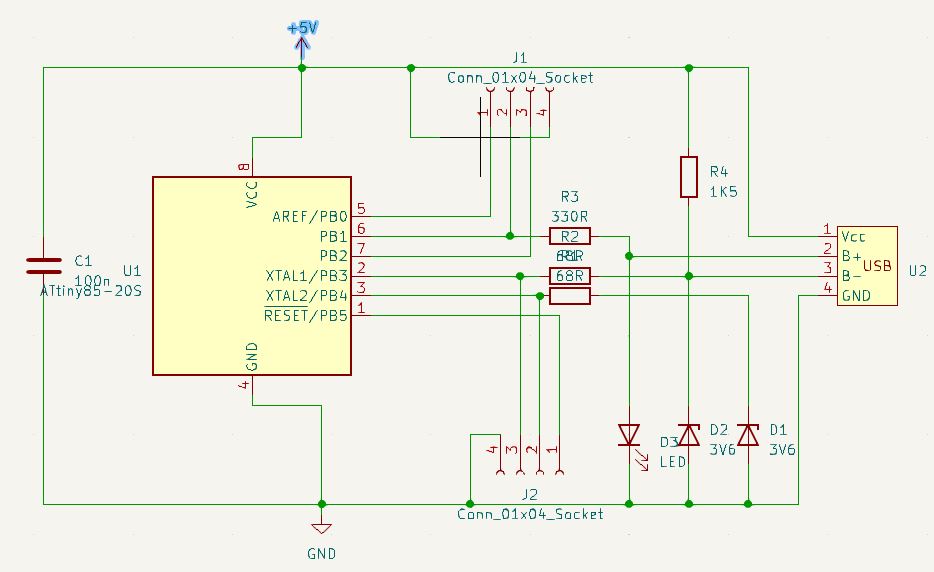 +5V
J1
Conn_01x04_Socket
1
2
3
4
8
VCC
R4
1K5
R3
330R
AREF/PB0
5
PB1
6
R2
PB2
7
68R
R1
XTAL1/PB3
2
68R
XTAL2/PB4
3
RESET/PB5
1
GND
4
C1
100n
U1
ATtiny85-20S
1
Vcc
2
B+
3
B-
4
GND
USB
U2
4
3
2
1
J2
Conn_01x04_Socket
D3
LED
D2
3V6
D1
3V6
GND